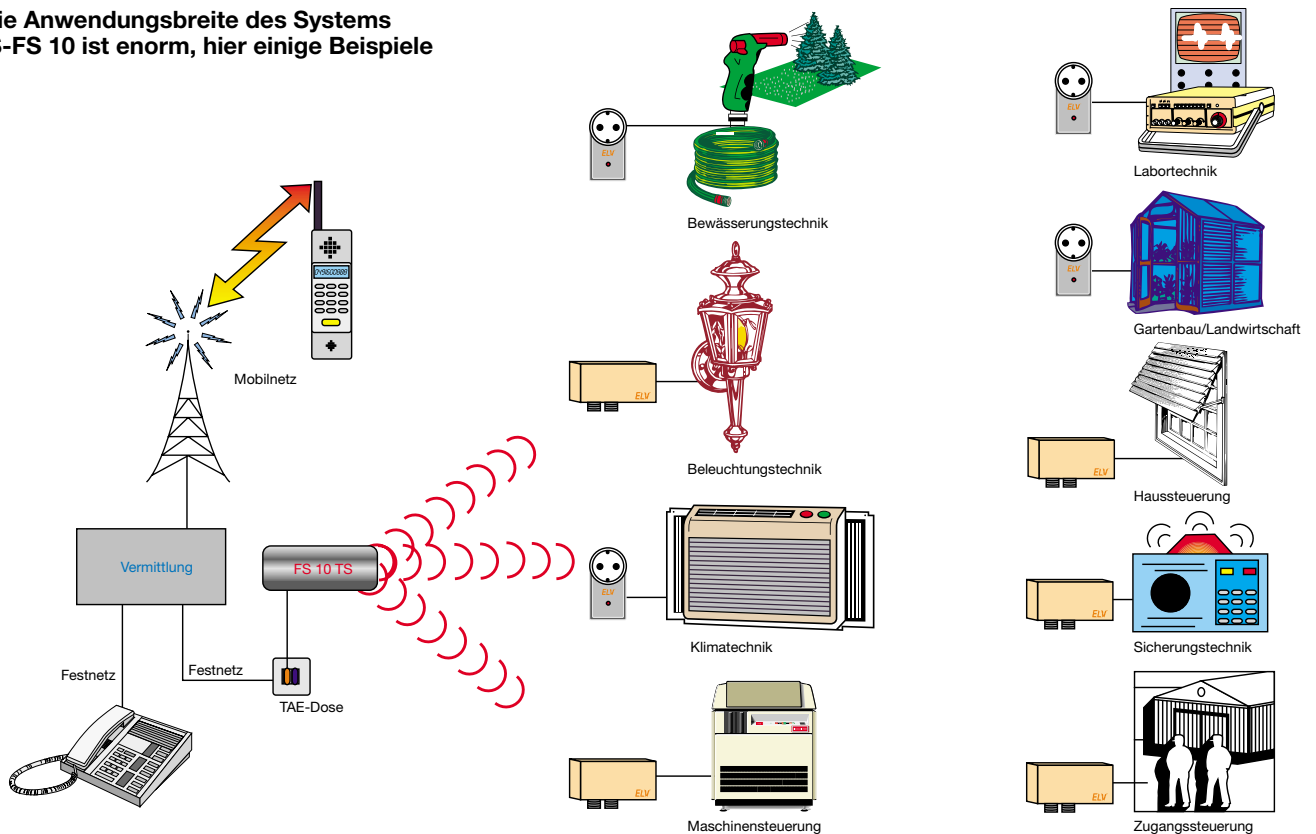 ie Anwendungsbreite des Systems
S-FS 10 ist enorm, hier einige Beispiele
ELV
Bewässerungstechnik
ELV
Labortechnik
ELV
Gartenbau/Landwirtschaft
Mobilnetz
ELV
Beleuchtungstechnik
ELV
Haussteuerung
Vermittlung
FS 10 TS
ELV
Klimatechnik
ELV
Sicherungstechnik
Festnetz
Festnetz
TAE-Dose
ELV
Maschinensteuerung
ELV
Zugangssteuerung